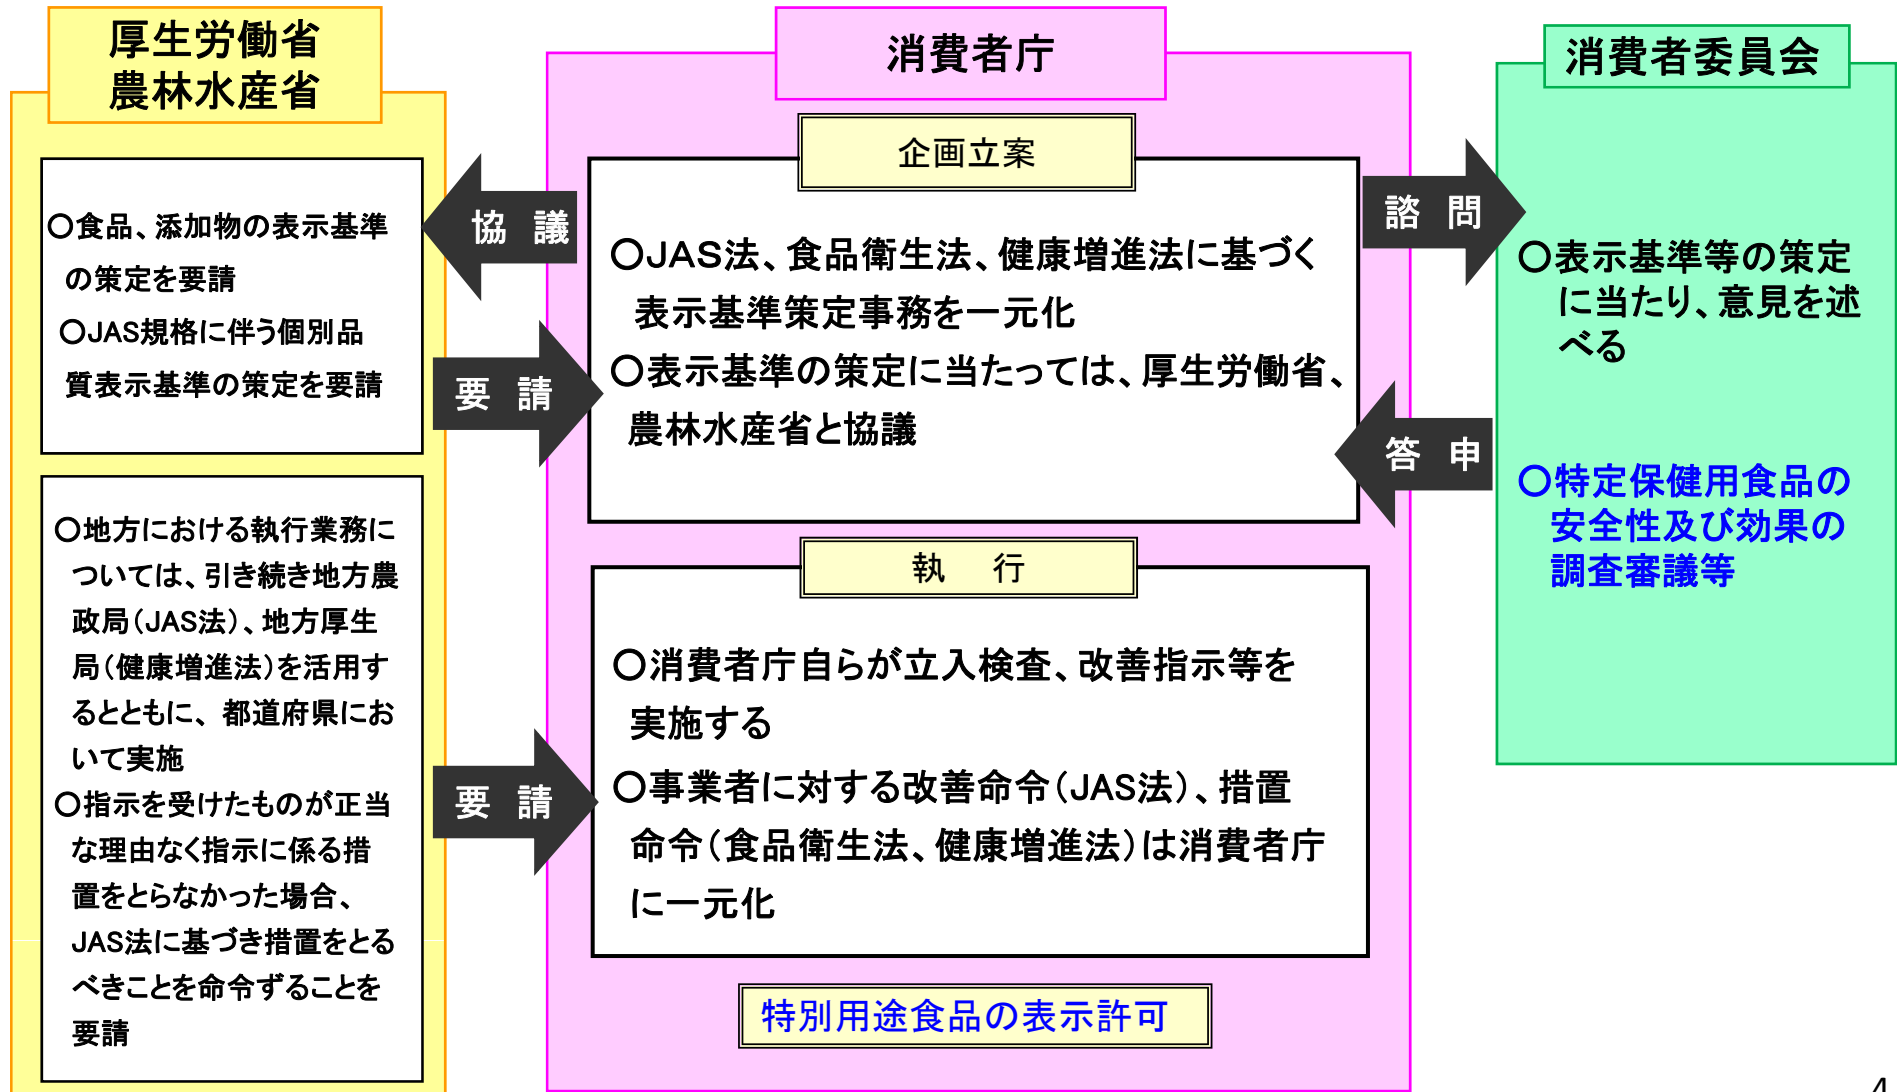 厚生労働省
農林水産省
〇食品、添加物の表示基準
の策定を要請
〇JAS規格に伴う個別品
質表示基準の策定を要請
〇地方における執行業務に
ついては、引き続き地方農
政局（JAS法）、地方厚生
局（健康増進法）を活用す
るとともに、都道府県にお
いて実施
〇指示を受けたものが正当
な理由なく指示に係る措
置をとらなかった場合、
JAS法に基づき措置をとる
べきことを命令ずることを
要請
協 議
要 請
要 請
消費者庁
企画立案
〇JAS法、食品衛生法、健康増進法に基づく
表示基準策定事務を一元化
〇表示基準の策定に当たっては、厚生労働省、
農林水産省と協議
執 行
〇消費者庁自らが立入検査、改善指示等を
実施する
〇事業者に対する改善命令（JAS法）、措置
命令（食品衛生法、健康増進法）は消費者庁
に一元化
特別用途食品の表示許可
諮 問
答 申
消費者委員会
〇表示基準等の策定
に当たり、意見を述
べる
〇特定保健用食品の
安全性及び効果の
調査審議等
4